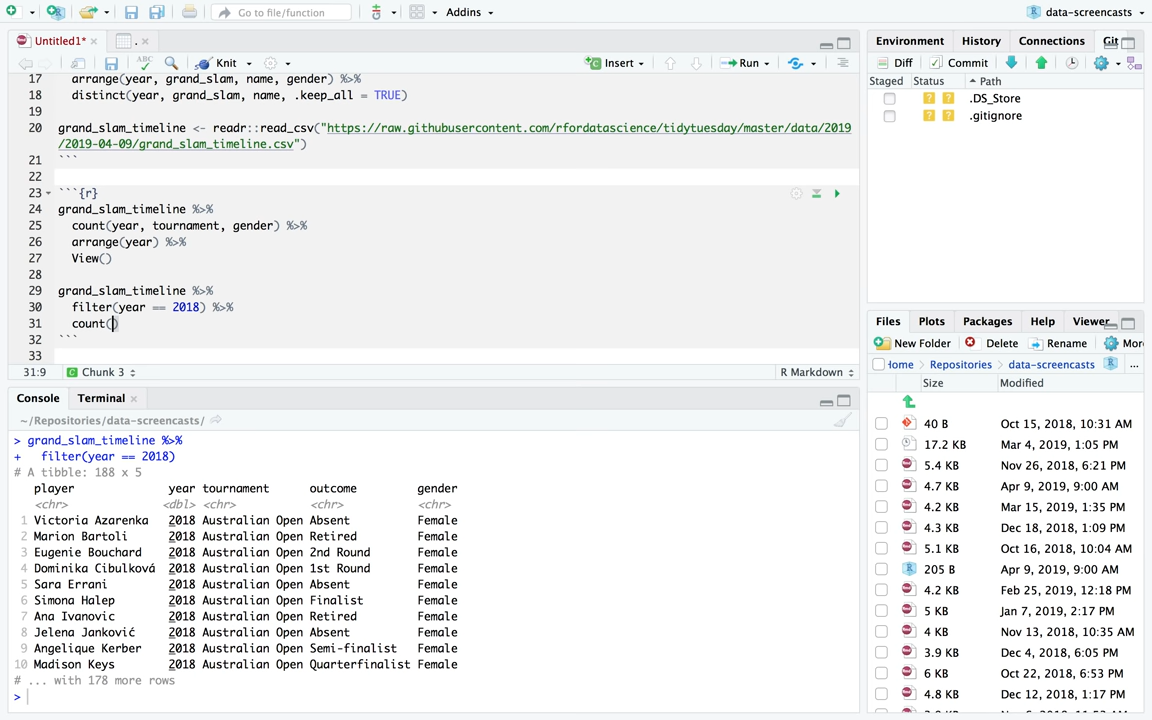 Go to file/function
Addins
data-screencasts
Untitled1*
.
Knit
Insert
Run
17 arrange(year, grand_slam, name, gender) %>%
18 distinct(year, grand_slam, name, .keep_all = TRUE)
19
20 grand_slam_timeline <- readr::read_csv("https://raw.githubusercontent.com/rfordatascience/tidytuesday/master/data/2019
/2019-04-09/grand_slam_timeline.csv")
21 ```
22
23 ```{r}
24 grand_slam_timeline %>%
25 count(year, tournament, gender) %>%
26 arrange(year) %>%
27 View()
28
29 grand_slam_timeline %>%
30 filter(year == 2018) %>%
31 count()
32 ```
33
31:9 Chunk 3 R Markdown
Console Terminal
~/Repositories/data-screencasts/
> grand_slam_timeline %>%
+ filter(year == 2018)
# A tibble: 188 x 5
player year tournament outcome gender
<chr> <dbl> <chr> <chr> <chr>
1 Victoria Azarenka 2018 Australian Open Absent Female
2 Marion Bartoli 2018 Australian Open Retired Female
3 Eugenie Bouchard 2018 Australian Open 2nd Round Female
4 Dominika Cibulková 2018 Australian Open 1st Round Female
5 Sara Errani 2018 Australian Open Absent Female
6 Simona Halep 2018 Australian Open Finalist Female
7 Ana Ivanovic 2018 Australian Open Retired Female
8 Jelena Janković 2018 Australian Open Absent Female
9 Angelique Kerber 2018 Australian Open Semi-finalist Female
10 Madison Keys 2018 Australian Open Quarterfinalist Female
# ... with 178 more rows
>
Environment History Connections Git
Diff Commit
Staged Status Path
? ? .DS_Store
? ? .gitignore
Files Plots Packages Help Viewer
New Folder Delete Rename More
Home Repositories data-screencasts ...
Size Modified
40 B Oct 15, 2018, 10:31 AM
17.2 KB Mar 4, 2019, 1:05 PM
5.4 KB Nov 26, 2018, 6:21 PM
4.7 KB Apr 9, 2019, 9:00 AM
4.2 KB Mar 15, 2019, 1:35 PM
4.3 KB Dec 18, 2018, 1:09 PM
5.1 KB Oct 16, 2018, 10:04 AM
205 B Apr 9, 2019, 9:00 AM
4.2 KB Feb 25, 2019, 12:18 PM
5 KB Jan 7, 2019, 2:17 PM
4 KB Nov 13, 2018, 10:35 AM
3.9 KB Dec 4, 2018, 6:05 PM
6 KB Oct 22, 2018, 6:53 PM
4.8 KB Dec 12, 2018, 1:17 PM